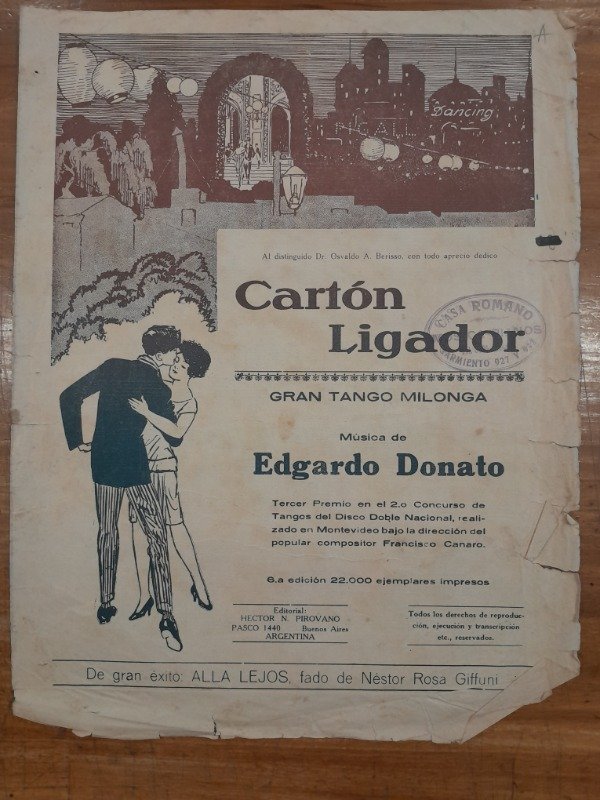 A
Dancing
Al distinguido Dr. Osvaldo A. Berisso, con todo aprecio dedico
Cartón
Ligador
CASA ROMANO
SARMIENTO 927
GRAN TANGO MILONGA
Música de
Edgardo Donato
Tercer Premio en el 2.o Concurso de
Tangos del Disco Doble Nacional, reali-
zado en Montevideo bajo la dirección del
popular compositor Francisco Canaro.
6.a edición 22.000 ejemplares impresos
Editorial:
HECTOR N. PIROVANO
PASCO 1440 Buenos Aires
ARGENTINA
Todos los derechos de reproduc-
ción, ejecución y transcripción
etc., reservados.
De gran éxito: ALLA LEJOS, fado de Nestor Rosa Giffuni